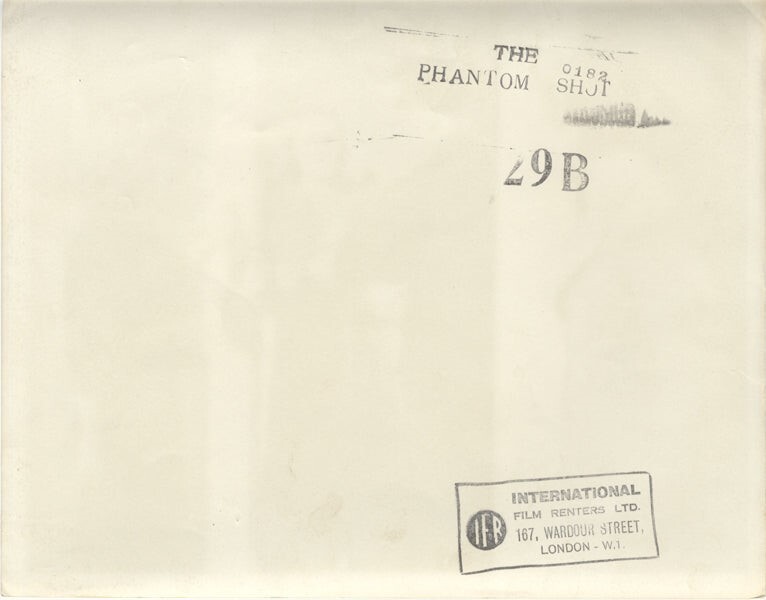 THE
0182
PHANTOM SHOT
29B
INTERNATIONAL
FILM RENTERS LTD.
IFR
167, WARDOUR STREET,
LONDON - W.1.